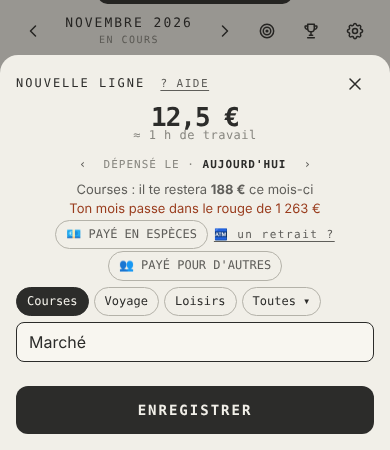 NOVEMBRE 2026
EN COURS
NOUVELLE LIGNE ? AIDE
12,5 €
≈ 1 h de travail
‹ DÉPENSÉ LE · AUJOURD'HUI ›
Courses : il te restera 188 € ce mois-ci
Ton mois passe dans le rouge de 1 263 €
💶 PAYÉ EN ESPÈCES 🏧 un retrait ?
👥 PAYÉ POUR D'AUTRES
Courses Voyage Loisirs Toutes ▾
Marché
ENREGISTRER